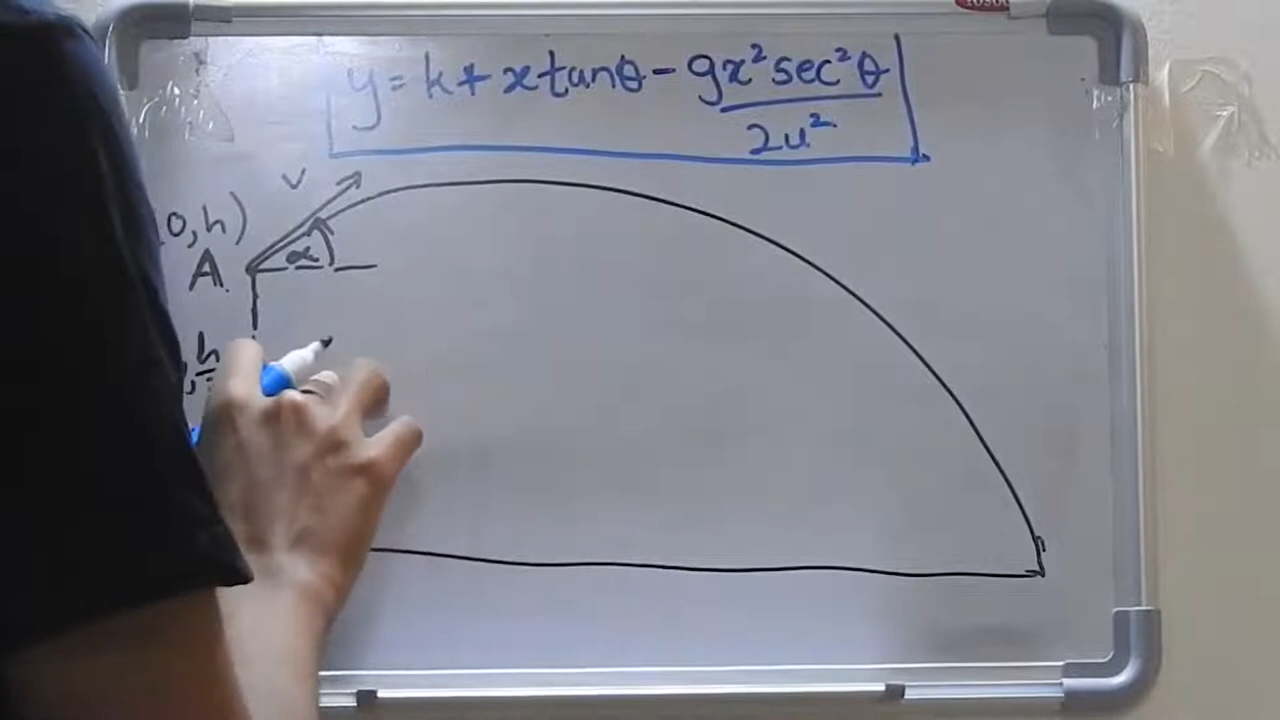 y = k + x tanθ - gx² sec²θ
2u²
v
0, h)
α
A
, h